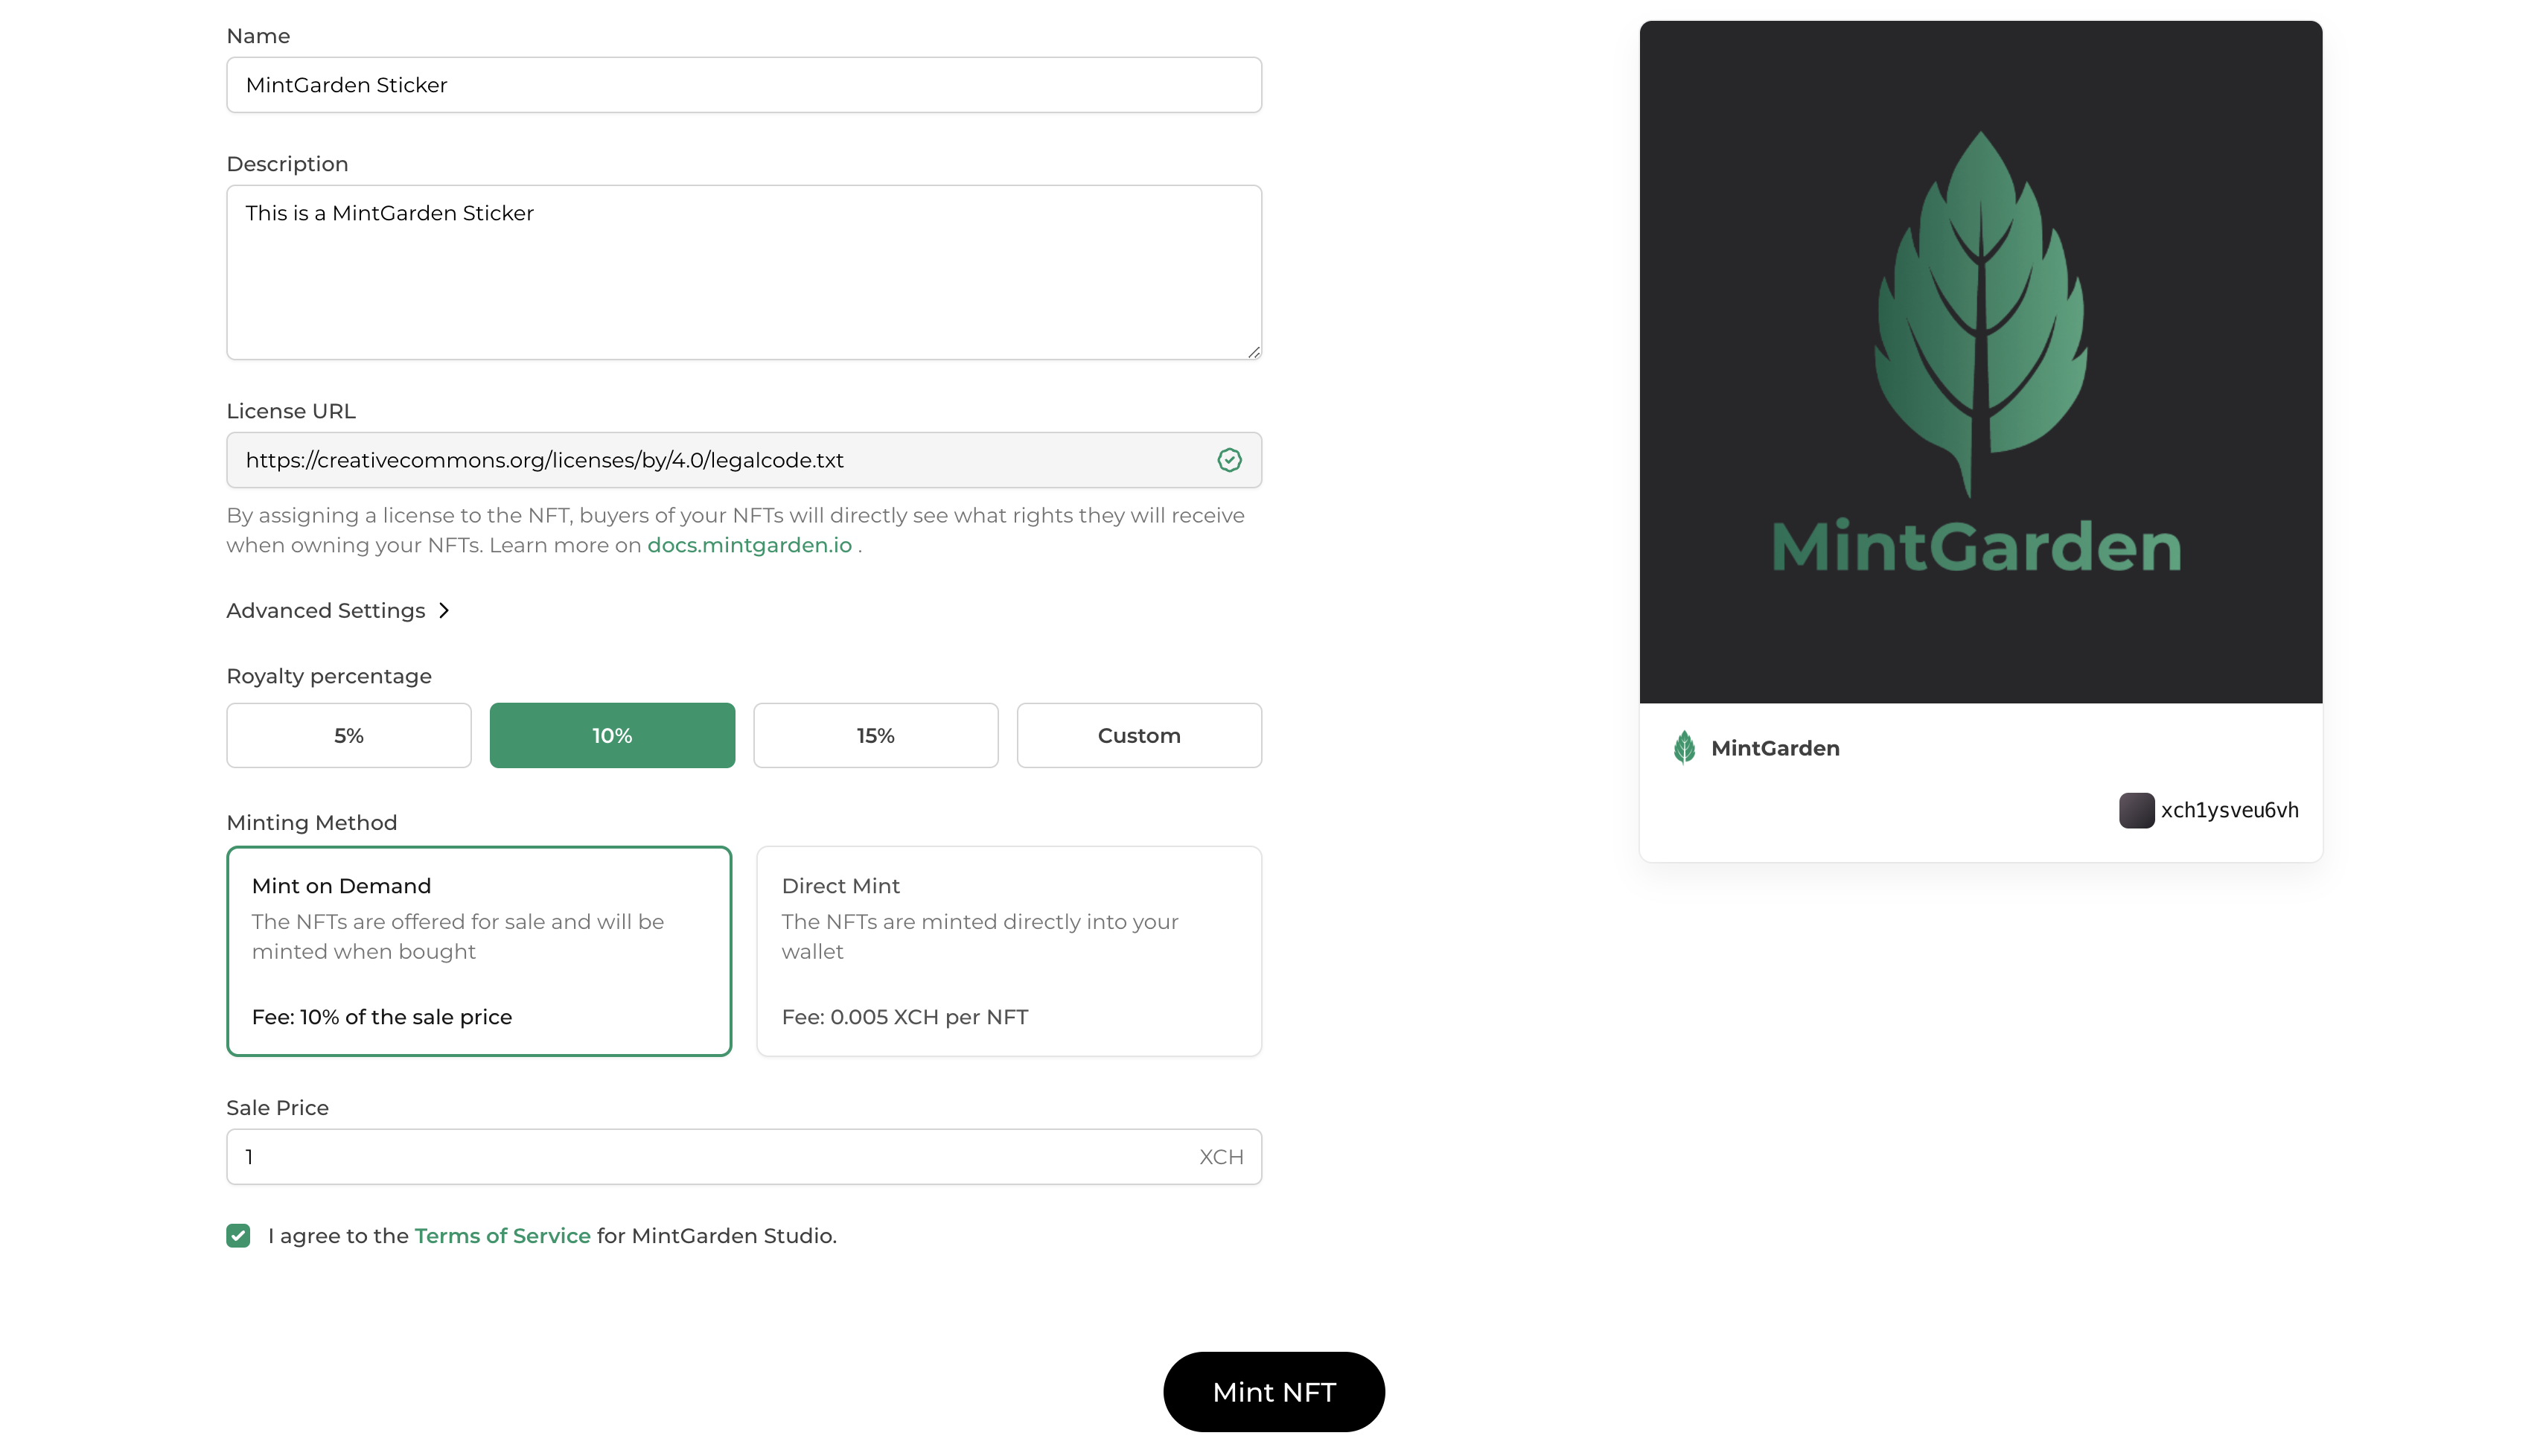 Name
MintGarden Sticker
Description
This is a MintGarden Sticker
License URL
https://creativecommons.org/licenses/by/4.0/legalcode.txt
By assigning a license to the NFT, buyers of your NFTs will directly see what rights they will receive
when owning your NFTs. Learn more on docs.mintgarden.io .
Advanced Settings
Royalty percentage
5%
10%
15%
Custom
Minting Method
Mint on Demand
The NFTs are offered for sale and will be
minted when bought
Fee: 10% of the sale price
Direct Mint
The NFTs are minted directly into your
wallet
Fee: 0.005 XCH per NFT
Sale Price
1 XCH
I agree to the Terms of Service for MintGarden Studio.
Mint NFT
MintGarden
MintGarden
xch1ysveu6vh